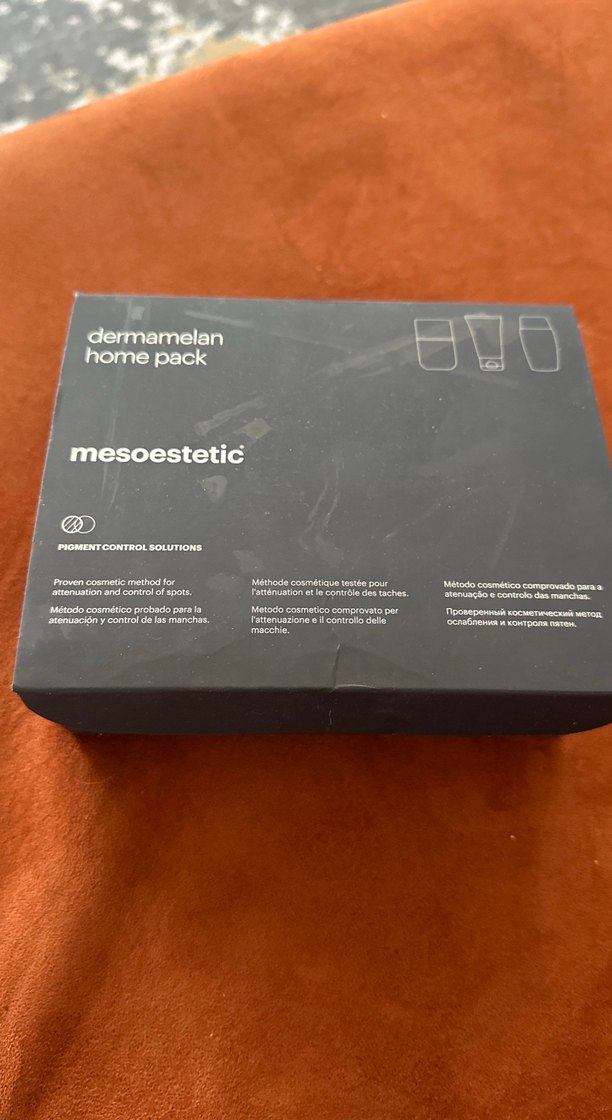 dermamelan
home pack
mesoestetic
PIGMENT CONTROL SOLUTIONS
Proven cosmetic method for
attenuation and control of spots.
Método cosmético probado para la
atenuación y control de las manchas.
Méthode cosmétique testée pour
l'atténuation et le contrôle des taches.
Metodo cosmetico comprovato per
l'attenuazione e il controllo delle
macchie.
Método cosmético comprovado para a
atenuação e controlo das manchas.
Проверенный косметический метод
ослабления и контроля пятен.